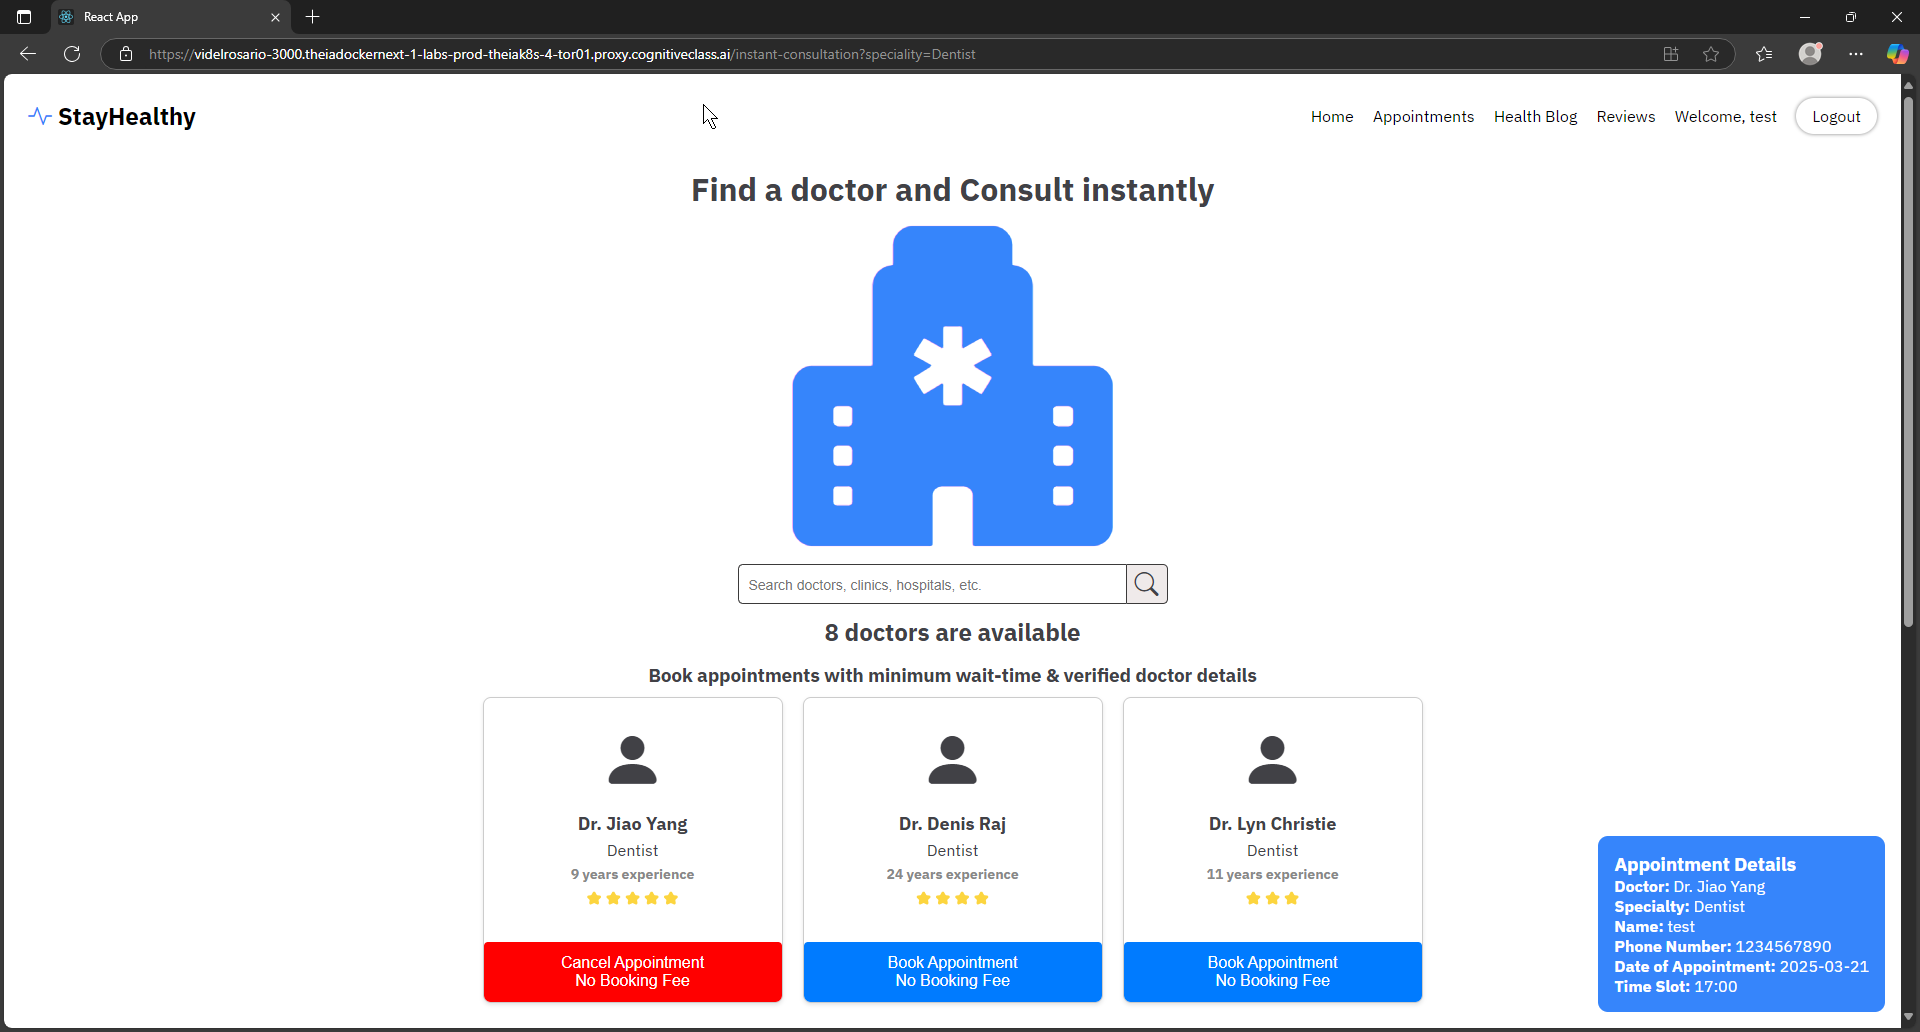 React App
https://videlrosario-3000.theiadockernext-1-labs-prod-theiak8s-4-tor01.proxy.cognitiveclass.ai/instant-consultation?speciality=Dentist
StayHealthy
Home Appointments Health Blog Reviews Welcome, test Logout
Find a doctor and Consult instantly
Search doctors, clinics, hospitals, etc.
8 doctors are available
Book appointments with minimum wait-time & verified doctor details
Dr. Jiao Yang
Dentist
9 years experience
Cancel Appointment
No Booking Fee
Dr. Denis Raj
Dentist
24 years experience
Book Appointment
No Booking Fee
Dr. Lyn Christie
Dentist
11 years experience
Book Appointment
No Booking Fee
Appointment Details
Doctor: Dr. Jiao Yang
Specialty: Dentist
Name: test
Phone Number: 1234567890
Date of Appointment: 2025-03-21
Time Slot: 17:00